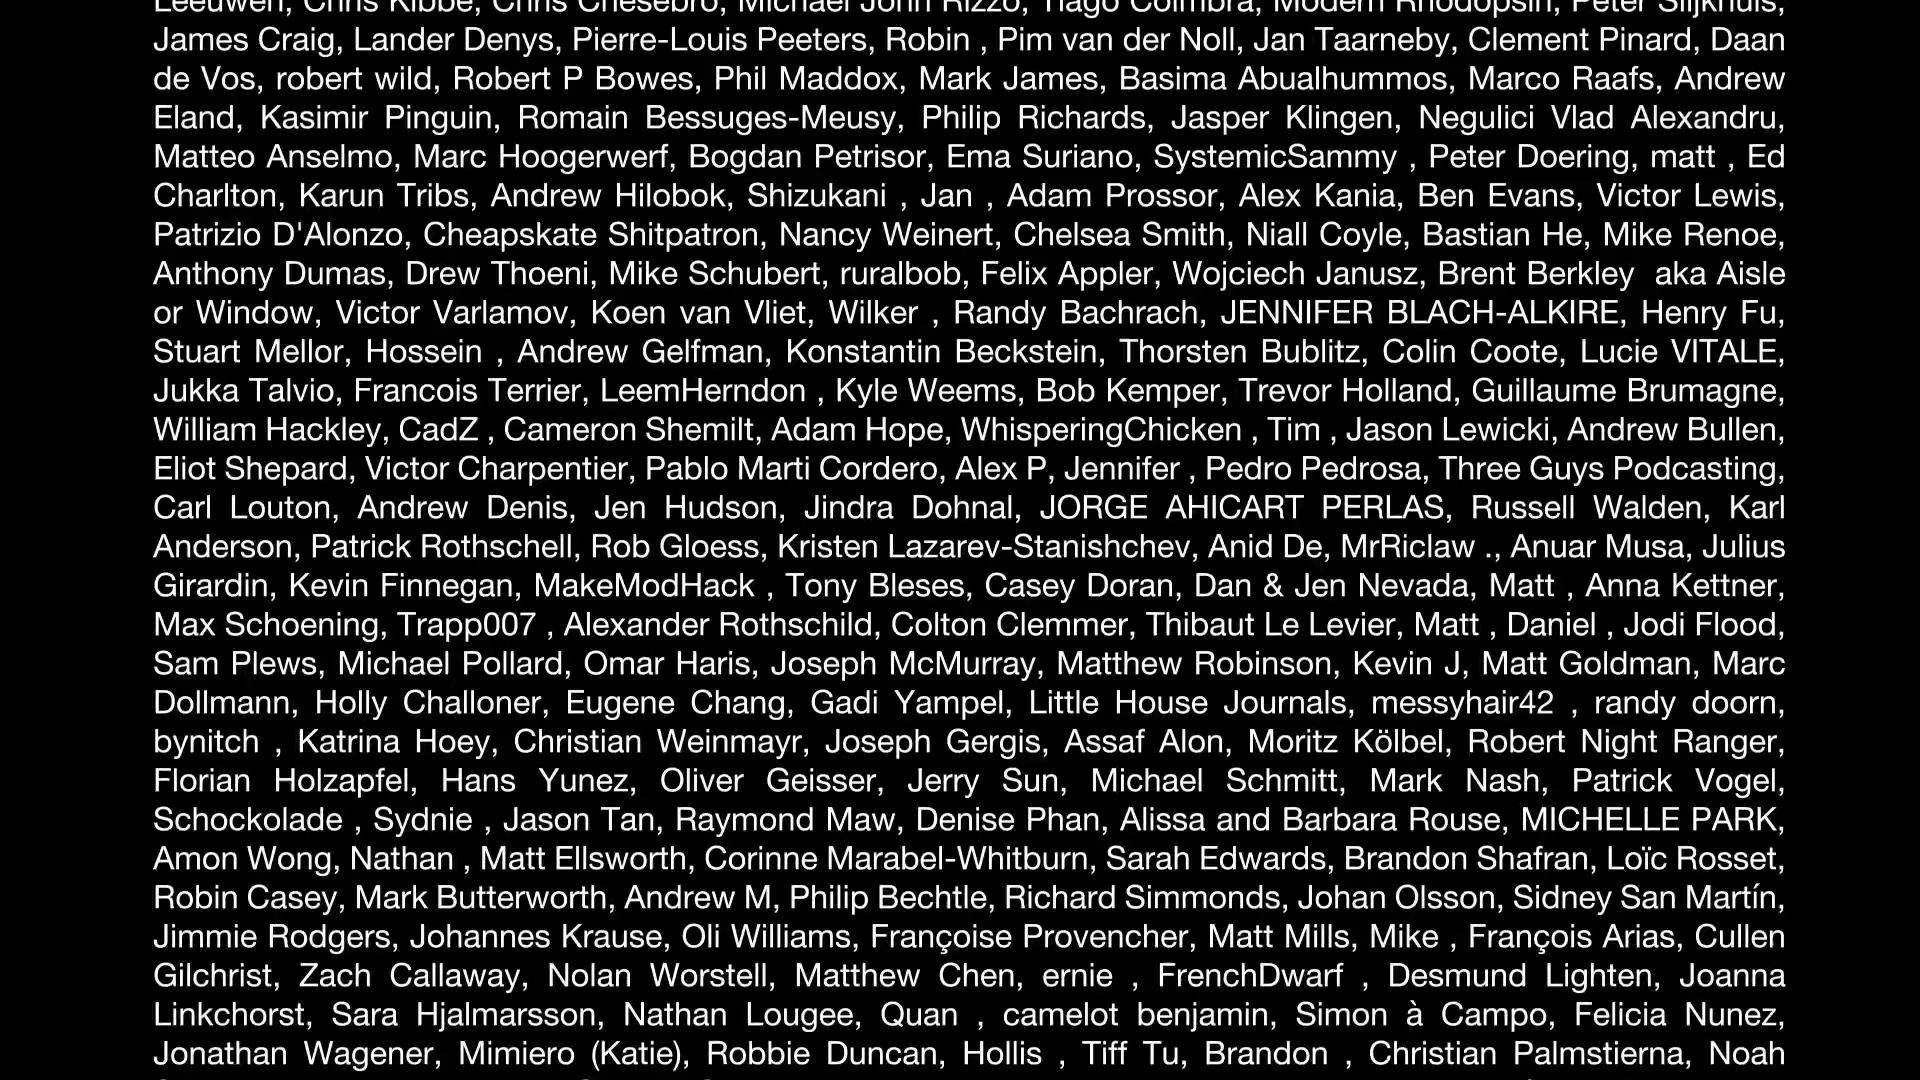 Leeuwen, Chris Kibbe, Chris Chesebro, Michael John Rizzo, Tiago Coimbra, Modern Rhodopsin, Peter Slijkhuis,
James Craig, Lander Denys, Pierre-Louis Peeters, Robin , Pim van der Noll, Jan Taarneby, Clement Pinard, Daan
de Vos, robert wild, Robert P Bowes, Phil Maddox, Mark James, Basima Abualhummos, Marco Raafs, Andrew
Eland, Kasimir Pinguin, Romain Bessuges-Meusy, Philip Richards, Jasper Klingen, Negulici Vlad Alexandru,
Matteo Anselmo, Marc Hoogerwerf, Bogdan Petrisor, Ema Suriano, SystemicSammy , Peter Doering, matt , Ed
Charlton, Karun Tribs, Andrew Hilobok, Shizukani , Jan , Adam Prossor, Alex Kania, Ben Evans, Victor Lewis,
Patrizio D'Alonzo, Cheapskate Shitpatron, Nancy Weinert, Chelsea Smith, Niall Coyle, Bastian He, Mike Renoe,
Anthony Dumas, Drew Thoeni, Mike Schubert, ruralbob, Felix Appler, Wojciech Janusz, Brent Berkley  aka Aisle
or Window, Victor Varlamov, Koen van Vliet, Wilker , Randy Bachrach, JENNIFER BLACH-ALKIRE, Henry Fu,
Stuart Mellor, Hossein , Andrew Gelfman, Konstantin Beckstein, Thorsten Bublitz, Colin Coote, Lucie VITALE,
Jukka Talvio, Francois Terrier, LeemHerndon , Kyle Weems, Bob Kemper, Trevor Holland, Guillaume Brumagne,
William Hackley, CadZ , Cameron Shemilt, Adam Hope, WhisperingChicken , Tim , Jason Lewicki, Andrew Bullen,
Eliot Shepard, Victor Charpentier, Pablo Marti Cordero, Alex P, Jennifer , Pedro Pedrosa, Three Guys Podcasting,
Carl Louton, Andrew Denis, Jen Hudson, Jindra Dohnal, JORGE AHICART PERLAS, Russell Walden, Karl
Anderson, Patrick Rothschell, Rob Gloess, Kristen Lazarev-Stanishchev, Anid De, MrRiclaw ., Anuar Musa, Julius
Girardin, Kevin Finnegan, MakeModHack , Tony Bleses, Casey Doran, Dan & Jen Nevada, Matt , Anna Kettner,
Max Schoening, Trapp007 , Alexander Rothschild, Colton Clemmer, Thibaut Le Levier, Matt , Daniel , Jodi Flood,
Sam Plews, Michael Pollard, Omar Haris, Joseph McMurray, Matthew Robinson, Kevin J, Matt Goldman, Marc
Dollmann, Holly Challoner, Eugene Chang, Gadi Yampel, Little House Journals, messyhair42 , randy doorn,
bynitch , Katrina Hoey, Christian Weinmayr, Joseph Gergis, Assaf Alon, Moritz Kölbel, Robert Night Ranger,
Florian Holzapfel, Hans Yunez, Oliver Geisser, Jerry Sun, Michael Schmitt, Mark Nash, Patrick Vogel,
Schockolade , Sydnie , Jason Tan, Raymond Maw, Denise Phan, Alissa and Barbara Rouse, MICHELLE PARK,
Amon Wong, Nathan , Matt Ellsworth, Corinne Marabel-Whitburn, Sarah Edwards, Brandon Shafran, Loïc Rosset,
Robin Casey, Mark Butterworth, Andrew M, Philip Bechtle, Richard Simmonds, Johan Olsson, Sidney San Martín,
Jimmie Rodgers, Johannes Krause, Oli Williams, Françoise Provencher, Matt Mills, Mike , François Arias, Cullen
Gilchrist, Zach Callaway, Nolan Worstell, Matthew Chen, ernie , FrenchDwarf , Desmund Lighten, Joanna
Linkchorst, Sara Hjalmarsson, Nathan Lougee, Quan , camelot benjamin, Simon à Campo, Felicia Nunez,
Jonathan Wagener, Mimiero (Katie), Robbie Duncan, Hollis , Tiff Tu, Brandon , Christian Palmstierna, Noah